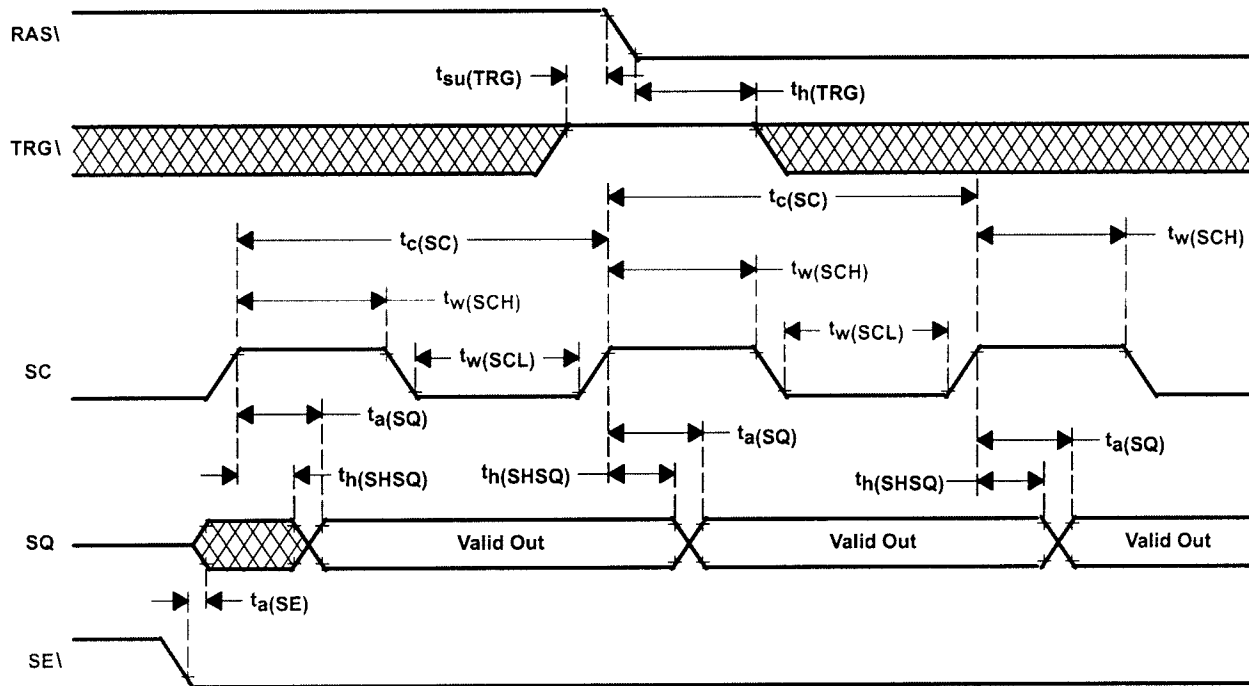 RAS\
tsu(TRG)
th(TRG)
TRG\
tc(SC)
tc(SC)
tw(SCH)
tw(SCH)
tw(SCH)
tw(SCL)
tw(SCL)
SC
ta(SQ)
ta(SQ)
ta(SQ)
th(SHSQ)
th(SHSQ)
th(SHSQ)
SQ
Valid Out
Valid Out
Valid Out
ta(SE)
SE\